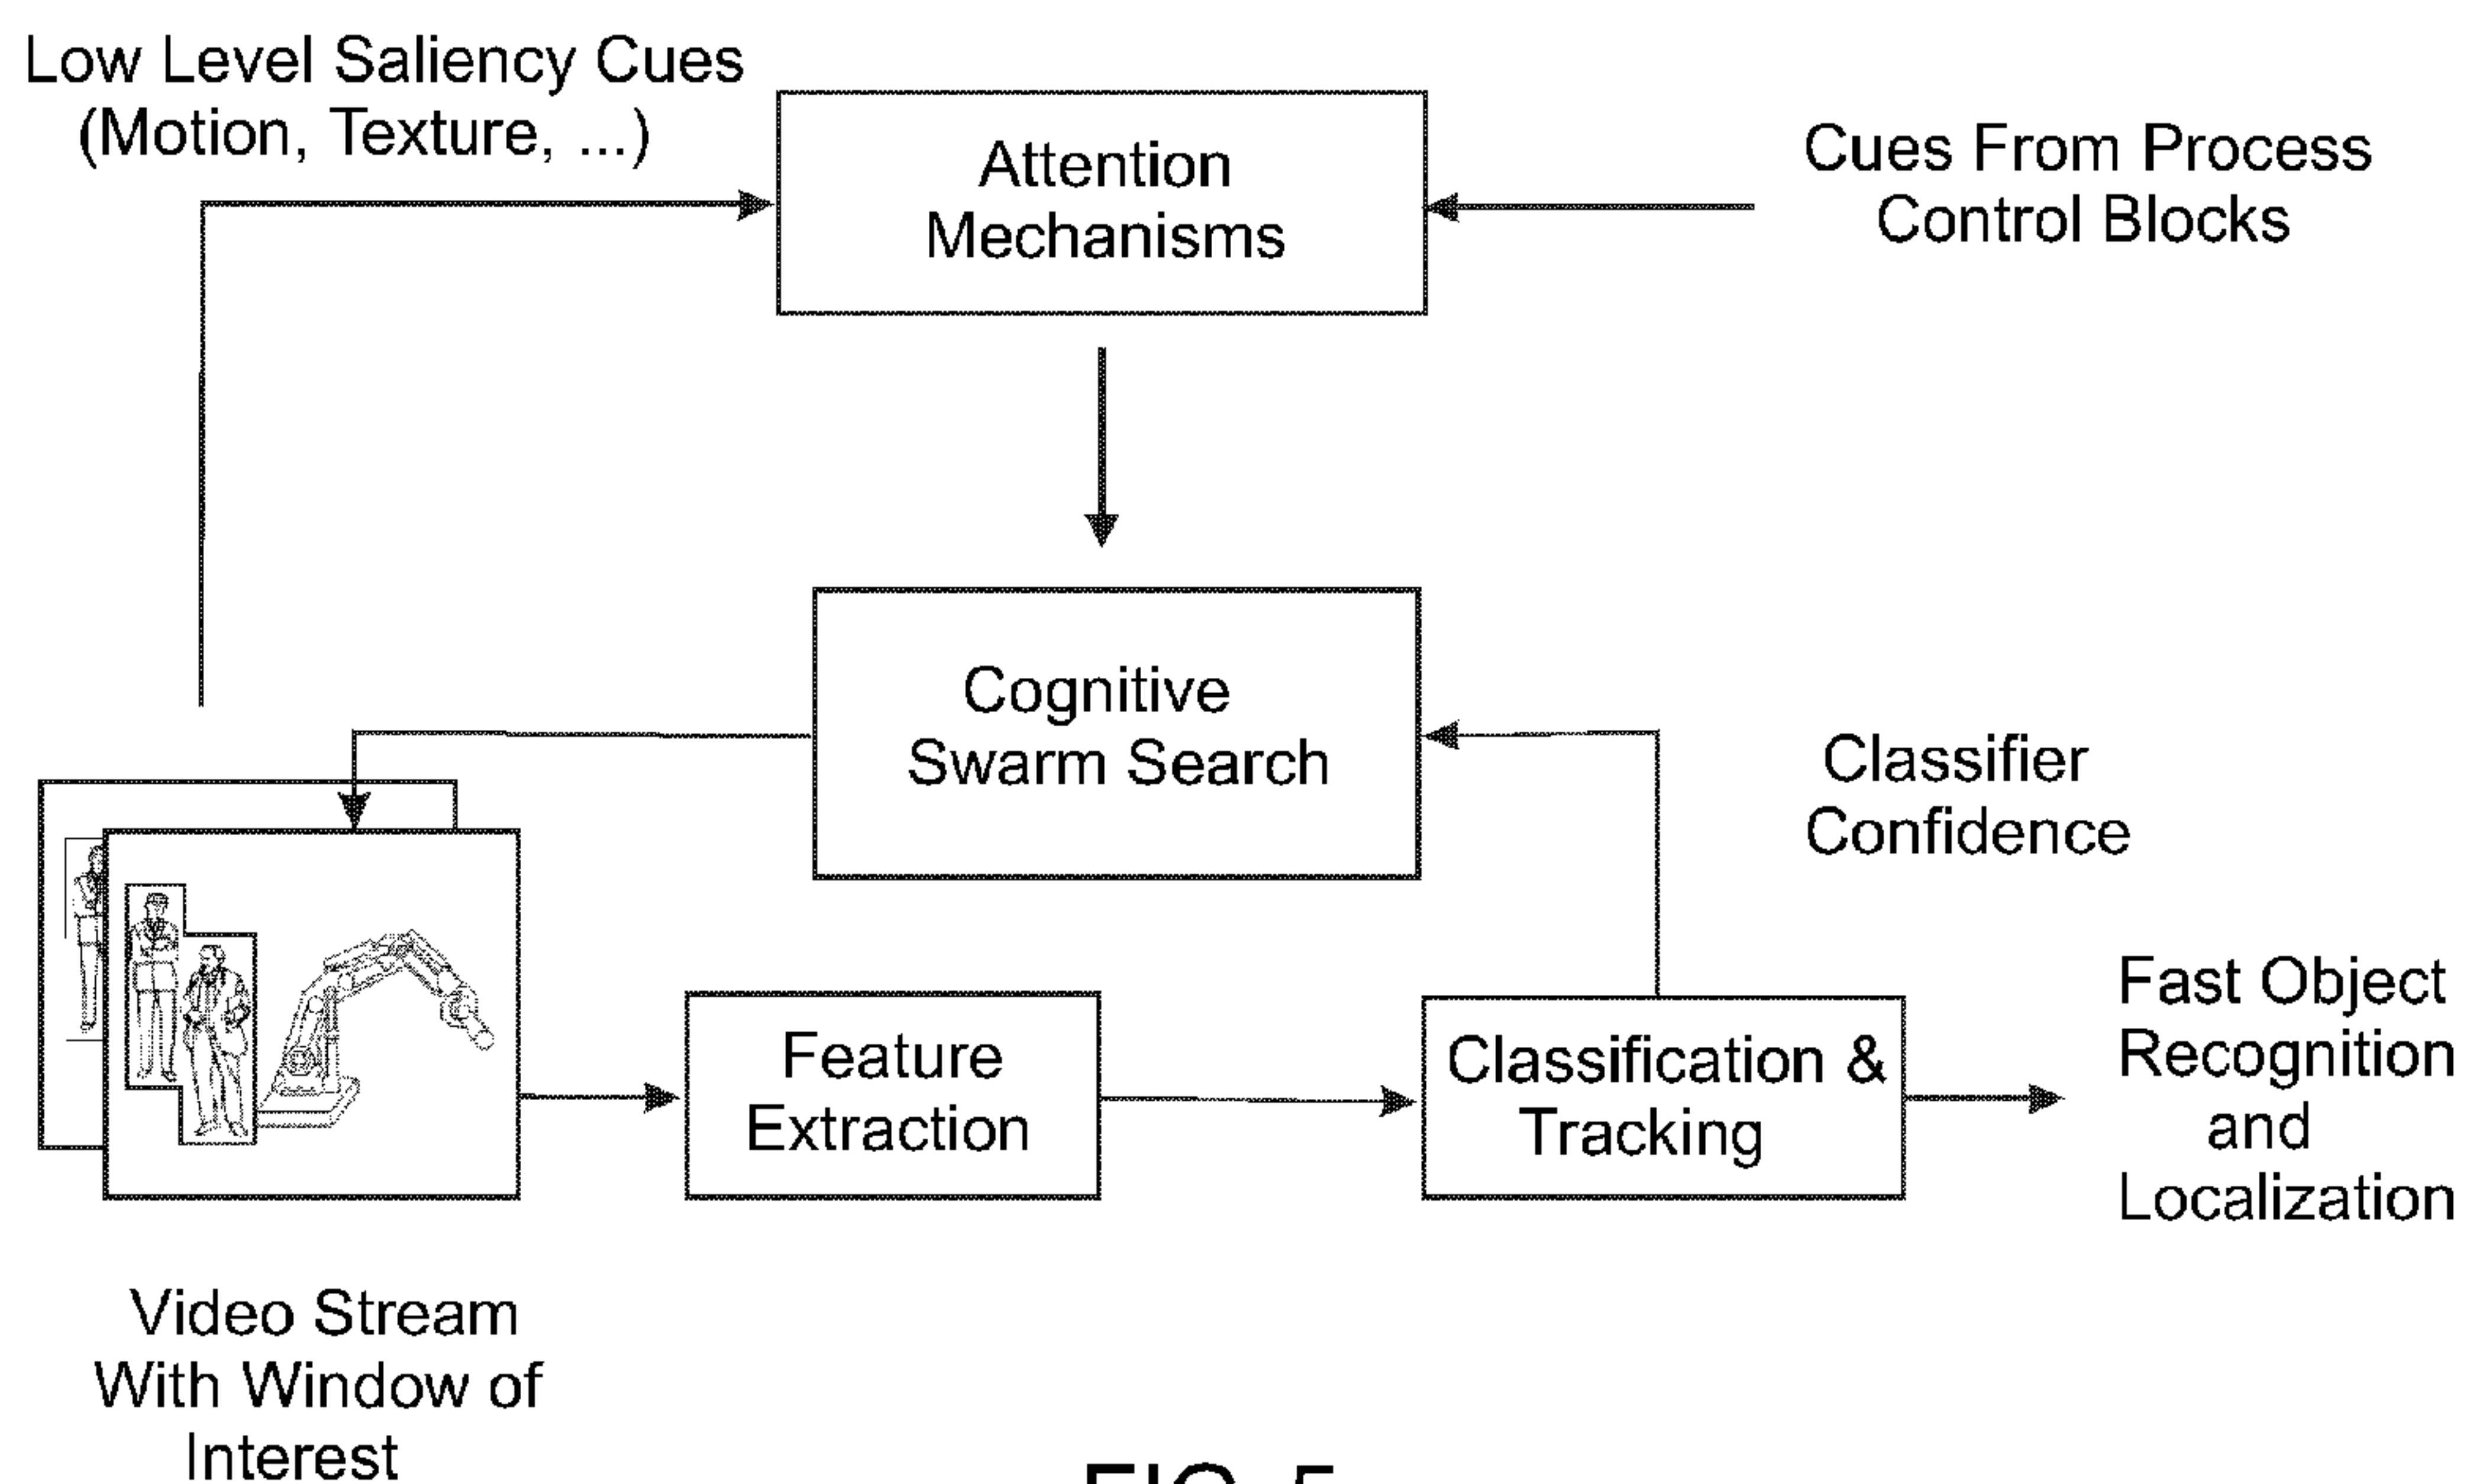 Low Level Saliency Cues
(Motion, Texture, ...)
Attention
Mechanisms
Cues From Process
Control Blocks
Cognitive
Swarm Search
Classifier
Confidence
Feature
Extraction
Classification &
Tracking
Fast Object
Recognition
and
Localization
Video Stream
With Window of
Interest